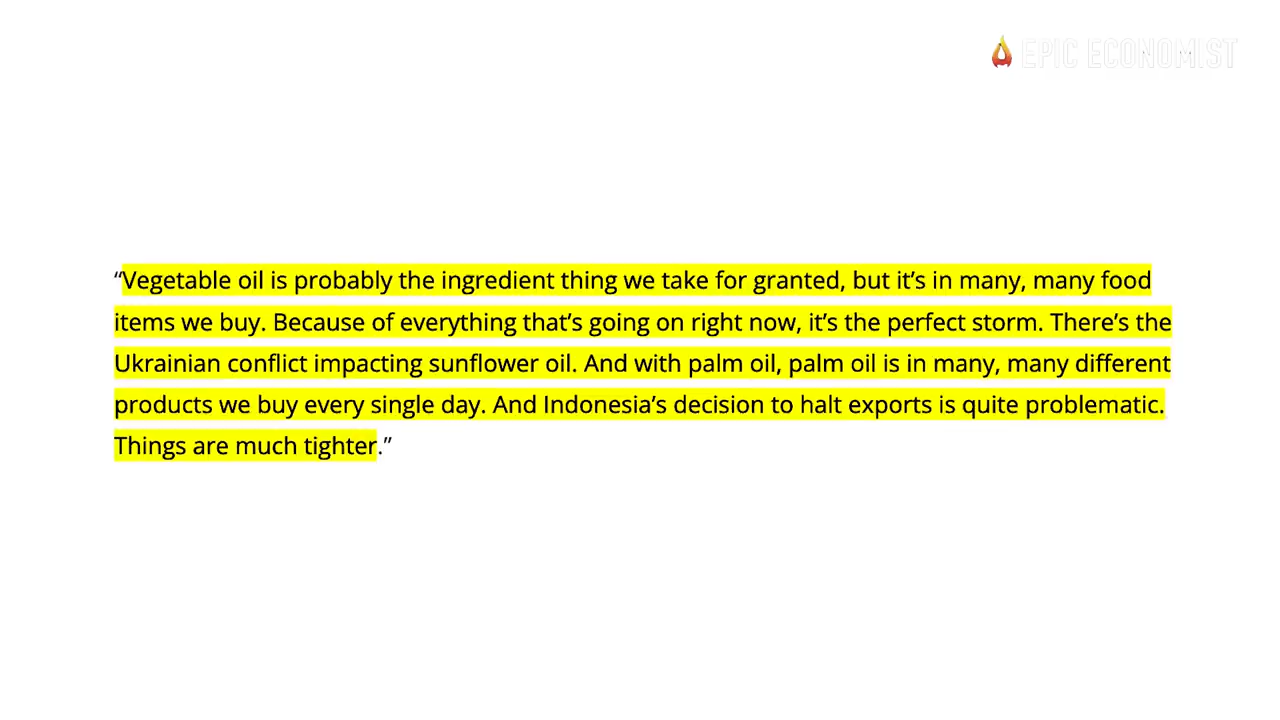 EPIC ECONOMIST
“Vegetable oil is probably the ingredient thing we take for granted, but it’s in many, many food
items we buy. Because of everything that’s going on right now, it’s the perfect storm. There’s the
Ukrainian conflict impacting sunflower oil. And with palm oil, palm oil is in many, many different
products we buy every single day. And Indonesia’s decision to halt exports is quite problematic.
Things are much tighter.”